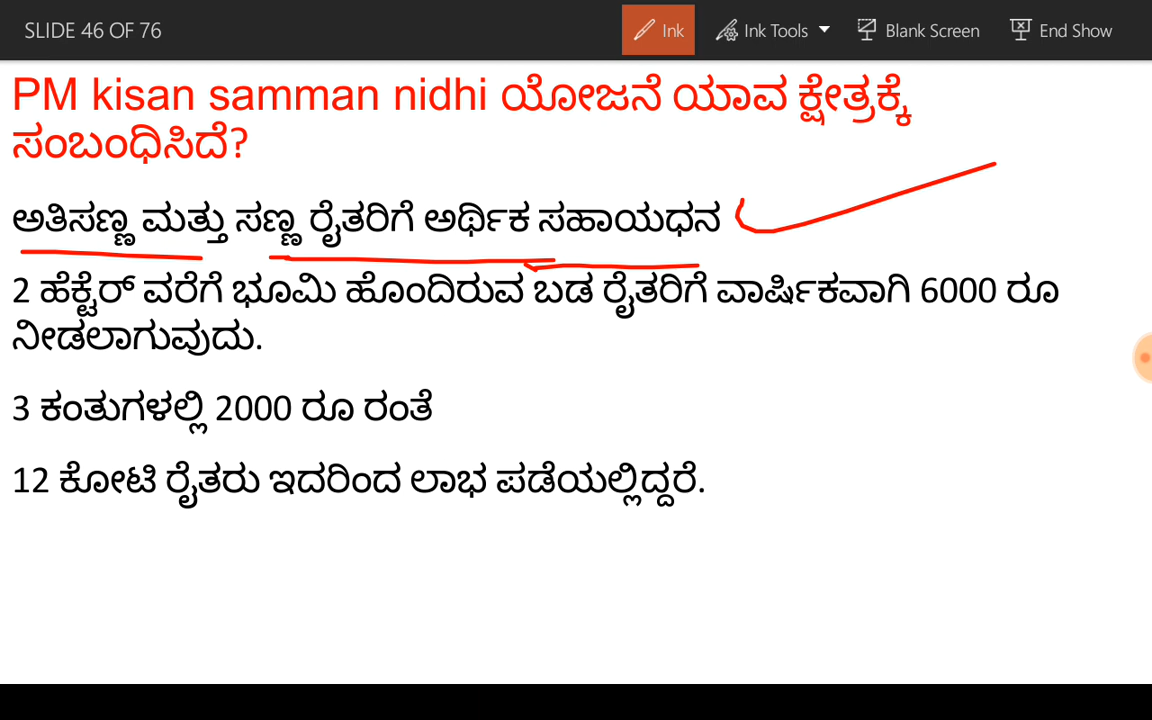 SLIDE 46 OF 76
Ink
Ink Tools
Blank Screen
End Show
PM kisan samman nidhi ಯೋಜನೆ ಯಾವ ಕ್ಷೇತ್ರಕ್ಕೆ
ಸಂಬಂಧಿಸಿದೆ?
ಅತಿಸಣ್ಣ ಮತ್ತು ಸಣ್ಣ ರೈತರಿಗೆ ಅರ್ಥಿಕ ಸಹಾಯಧನ
2 ಹೆಕ್ಟೆರ್ ವರೆಗೆ ಭೂಮಿ ಹೊಂದಿರುವ ಬಡ ರೈತರಿಗೆ ವಾರ್ಷಿಕವಾಗಿ 6000 ರೂ
ನೀಡಲಾಗುವುದು.
3 ಕಂತುಗಳಲ್ಲಿ 2000 ರೂ ರಂತೆ
12 ಕೋಟಿ ರೈತರು ಇದರಿಂದ ಲಾಭ ಪಡೆಯಲ್ಲಿದ್ದರೆ.